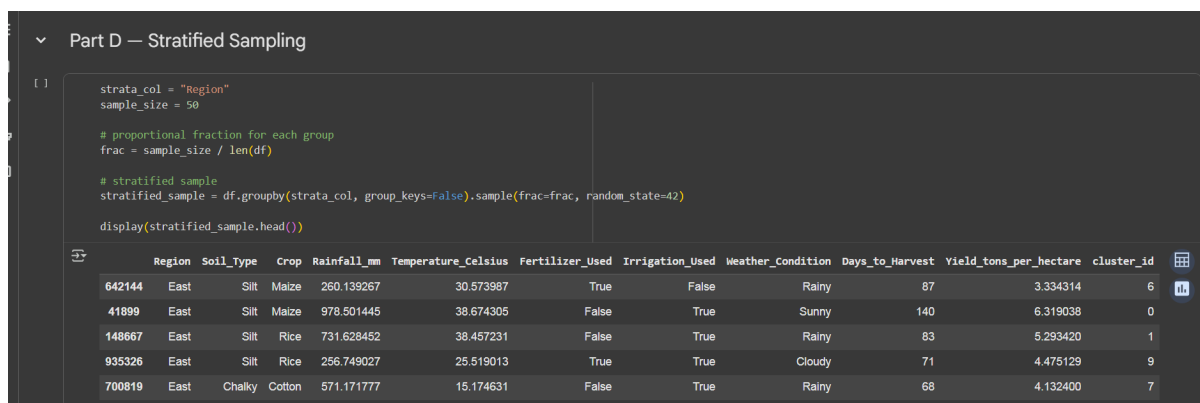 Part D — Stratified Sampling
[ ]
strata_col = "Region"
sample_size = 50
# proportional fraction for each group
frac = sample_size / len(df)
# stratified sample
stratified_sample = df.groupby(strata_col, group_keys=False).sample(frac=frac, random_state=42)
display(stratified_sample.head())
Region Soil_Type Crop Rainfall_mm Temperature_Celsius Fertilizer_Used Irrigation_Used Weather_Condition Days_to_Harvest Yield_tons_per_hectare cluster_id
642144 East Silt Maize 260.139267 30.573987 True False Rainy 87 3.334314 6
41899 East Silt Maize 978.501445 38.674305 False True Sunny 140 6.319038 0
148667 East Silt Rice 731.628452 38.457231 False True Rainy 83 5.293420 1
935326 East Silt Rice 256.749027 25.519013 True True Cloudy 71 4.475129 9
700819 East Chalky Cotton 571.171777 15.174631 False True Rainy 68 4.132400 7